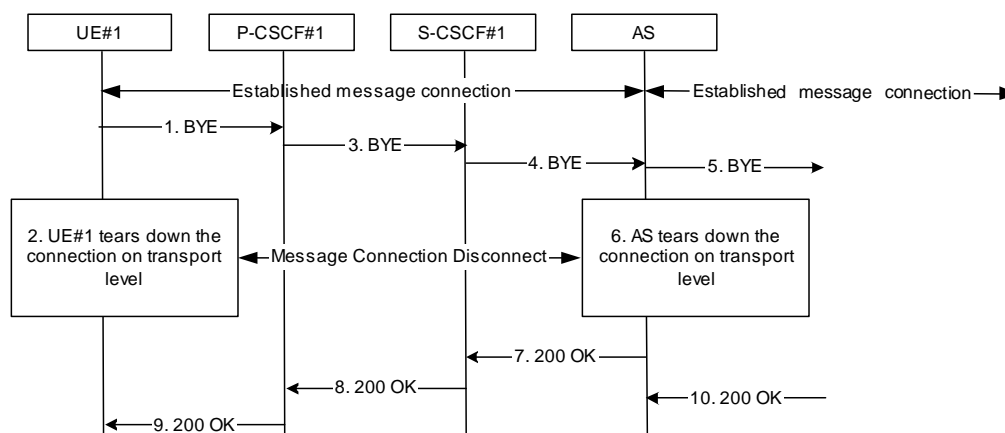 UE#1
P-CSCF#1
S-CSCF#1
AS
Established message connection
Established message connection
1. BYE
3. BYE
4. BYE
5. BYE
2. UE#1 tears down the
connection on transport
level
Message Connection Disconnect
6. AS tears down the
connection on transport
level
7. 200 OK
8. 200 OK
10. 200 OK
9. 200 OK